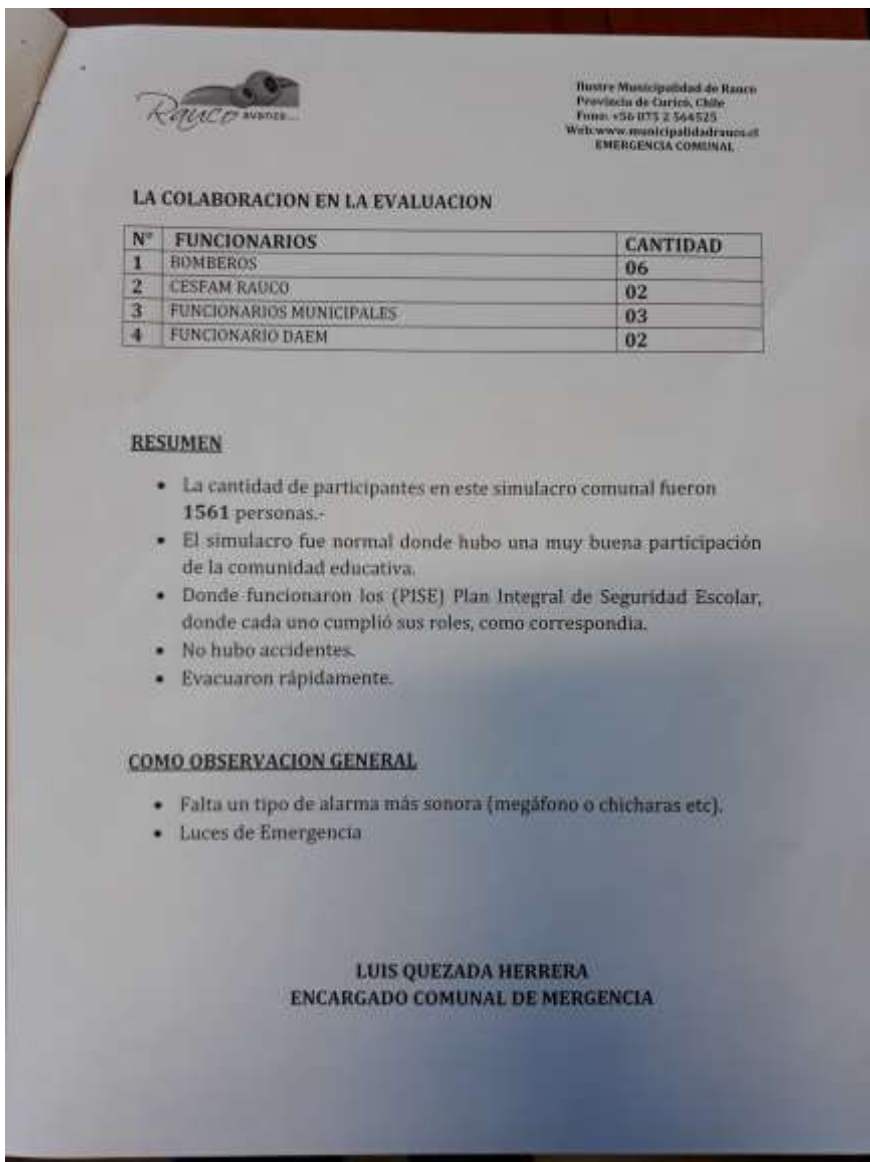 Rauco avanza...
Ilustre Municipalidad de Rauco
Provincia de Curicó, Chile
Fono: +56 075 2 564525
Web:www.municipalidadrauco.cl
EMERGENCIA COMUNAL
LA COLABORACION EN LA EVALUACION
N° FUNCIONARIOS CANTIDAD
1 BOMBEROS 06
2 CESFAM RAUCO 02
3 FUNCIONARIOS MUNICIPALES 03
4 FUNCIONARIO DAEM 02
RESUMEN
• La cantidad de participantes en este simulacro comunal fueron
1561 personas.-
• El simulacro fue normal donde hubo una muy buena participación
de la comunidad educativa.
• Donde funcionaron los (PISE) Plan Integral de Seguridad Escolar,
donde cada uno cumplió sus roles, como correspondia.
• No hubo accidentes.
• Evacuaron rápidamente.
COMO OBSERVACION GENERAL
• Falta un tipo de alarma más sonora (megáfono o chicharas etc).
• Luces de Emergencia
LUIS QUEZADA HERRERA
ENCARGADO COMUNAL DE MERGENCIA